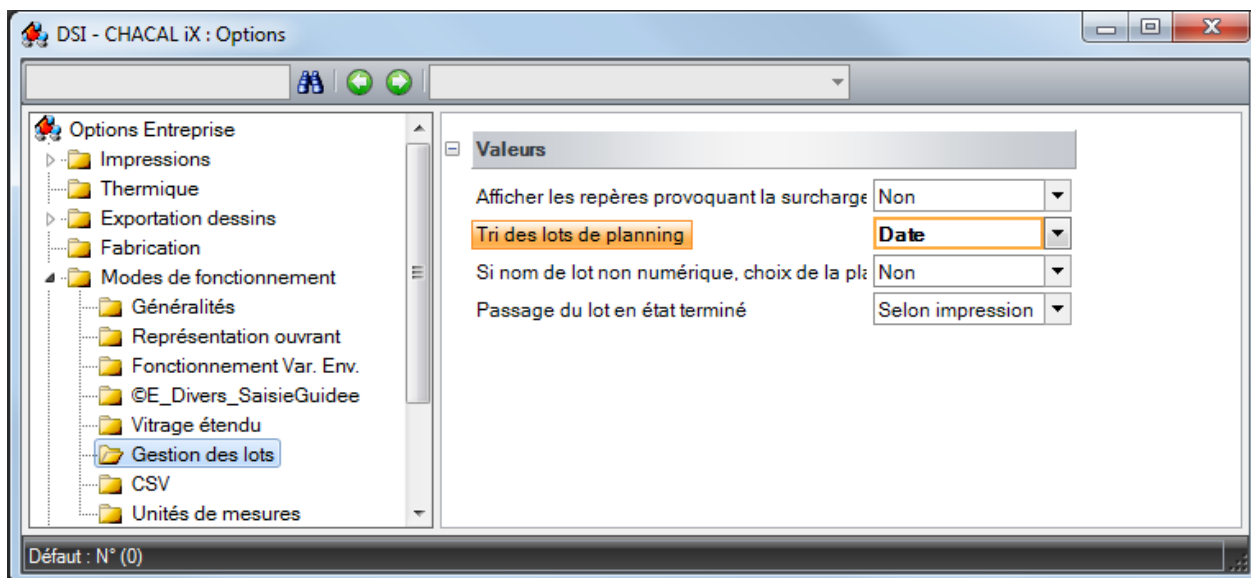 DSI - CHACAL iX : Options
Options Entreprise
Impressions
Thermique
Exportation dessins
Fabrication
Modes de fonctionnement
Généralités
Représentation ouvrant
Fonctionnement Var. Env.
©E_Divers_SaisieGuidee
Vitrage étendu
Gestion des lots
CSV
Unités de mesures
Valeurs
Afficher les repères provoquant la surcharge Non
Tri des lots de planning Date
Si nom de lot non numérique, choix de la pla Non
Passage du lot en état terminé Selon impression
Défaut : N° (0)